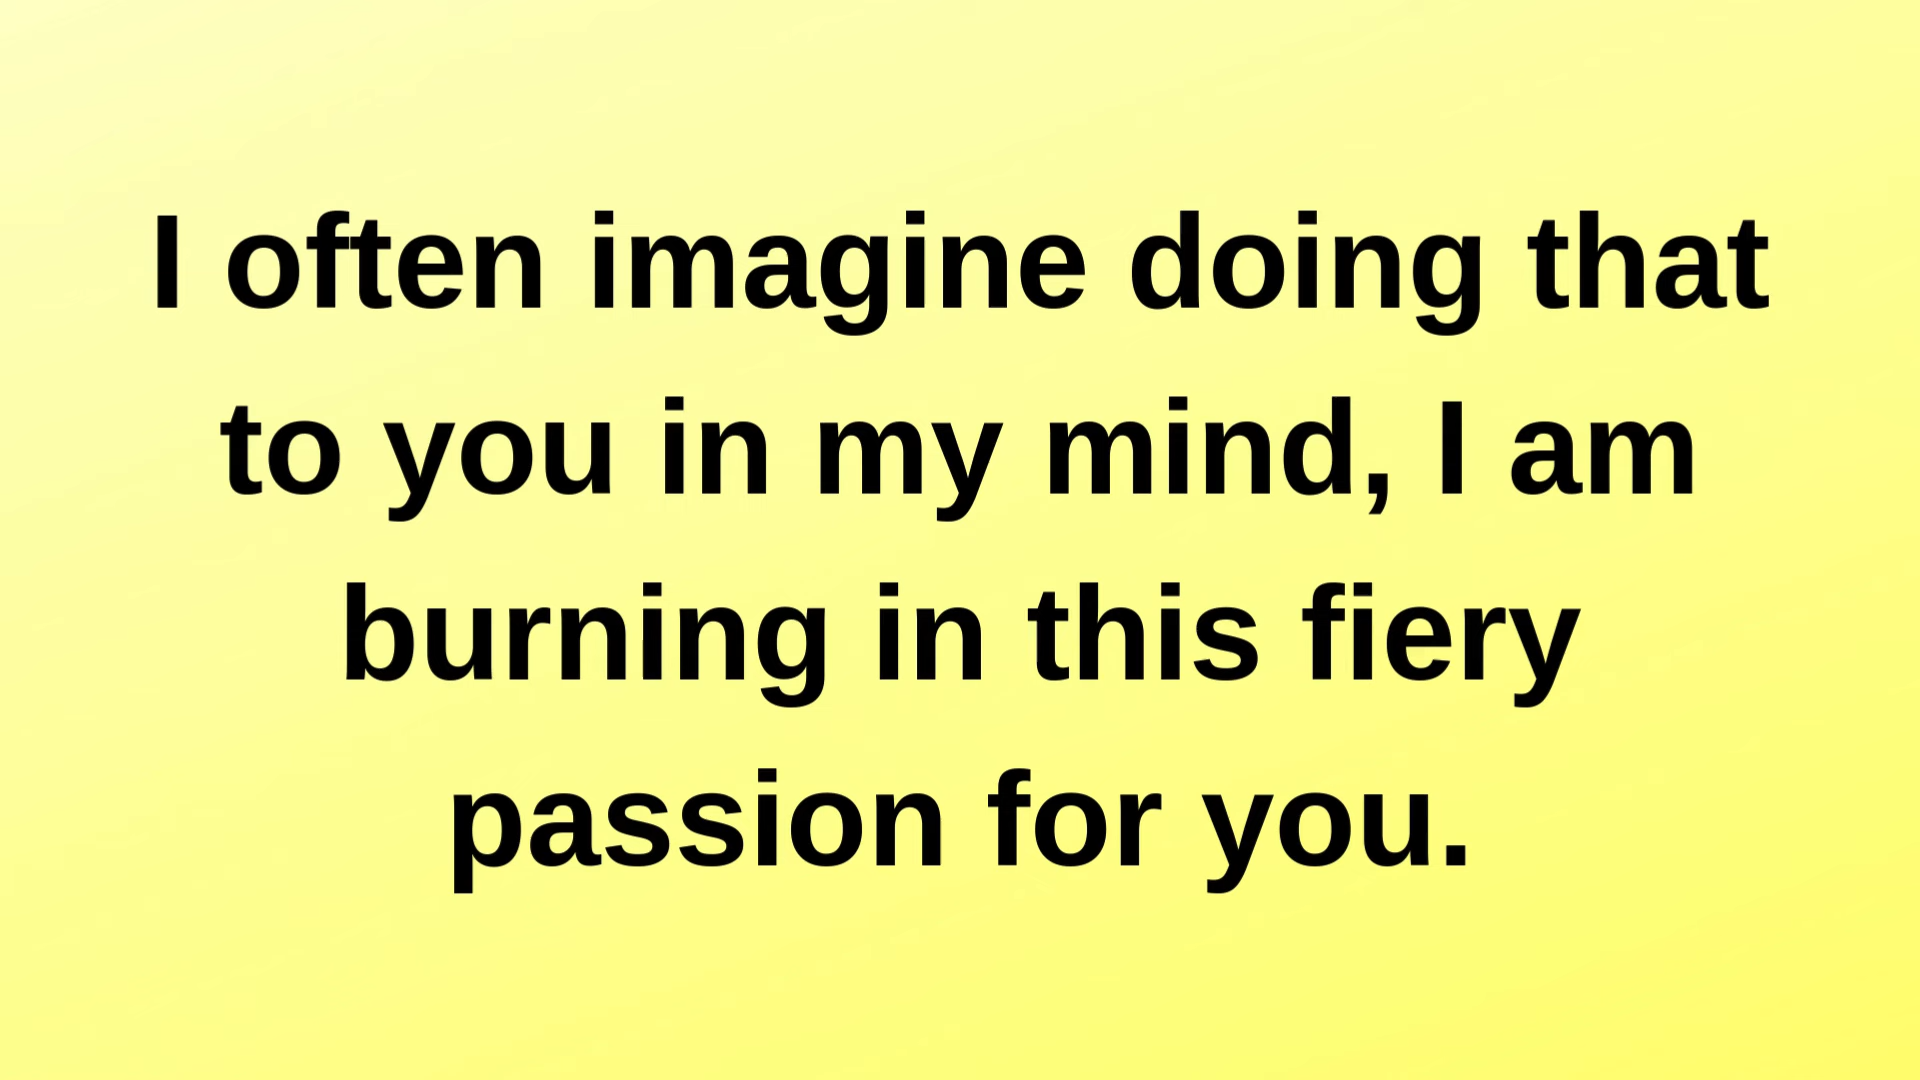 I often imagine doing that
to you in my mind, I am
burning in this fiery
passion for you.